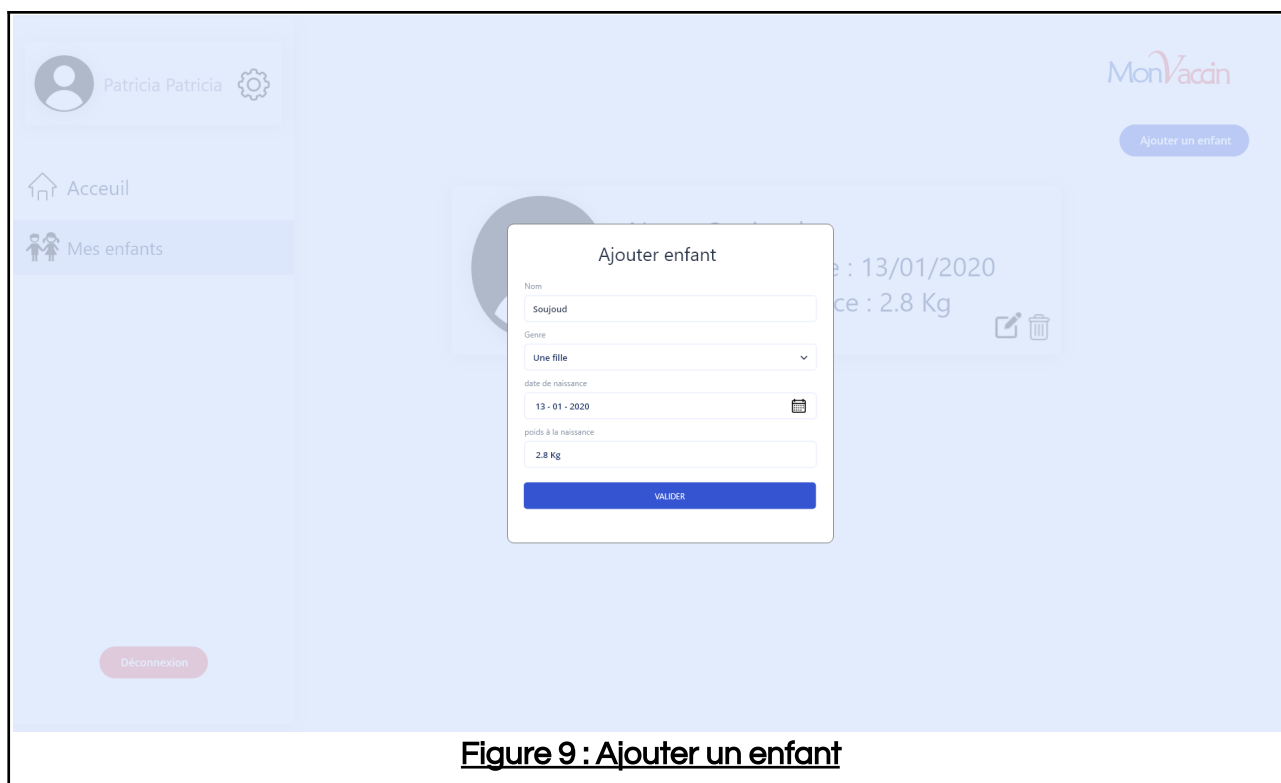 Patricia Patricia
MonVaccin
Ajouter un enfant
Acceuil
Mes enfants
: 13/01/2020
ce : 2.8 Kg
Ajouter enfant
Nom
Soujoud
Genre
Une fille
date de naissance
13 - 01 - 2020
poids à la naissance
2.8 Kg
VALIDER
Déconnexion
Figure 9 : Ajouter un enfant